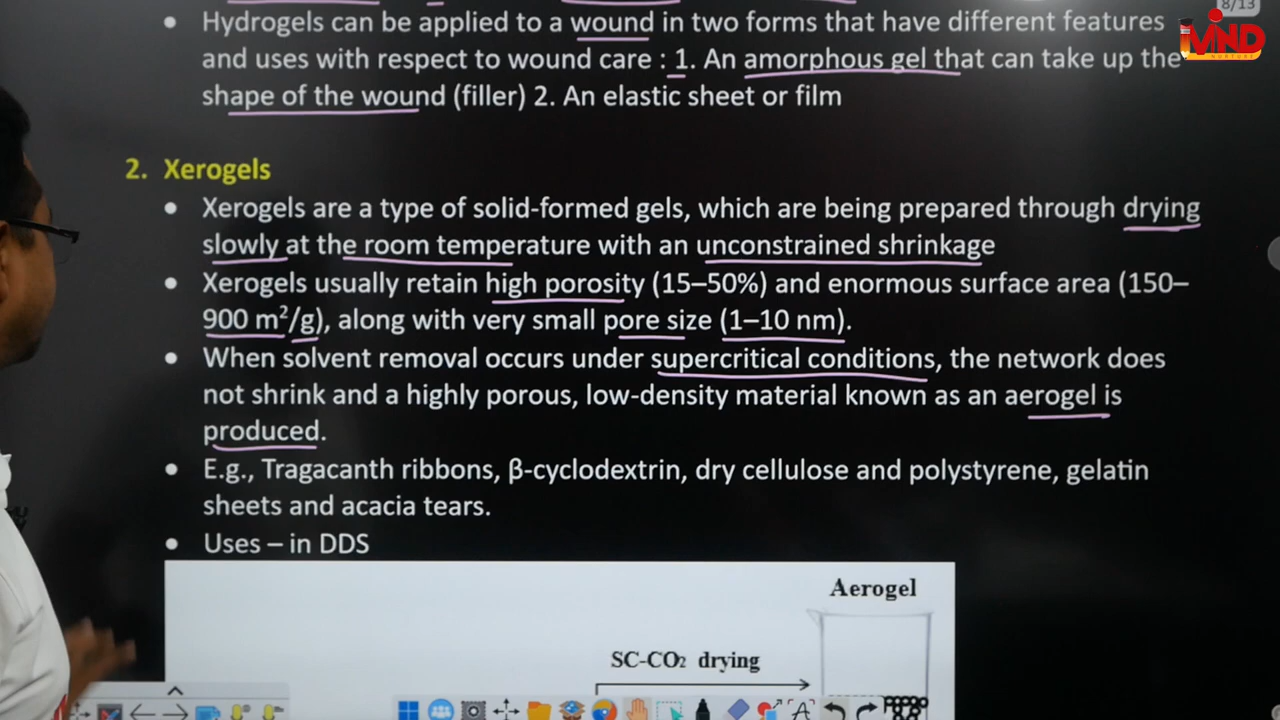 8/13
MIND
NURTURE
Hydrogels can be applied to a wound in two forms that have different features
and uses with respect to wound care : 1. An amorphous gel that can take up the
shape of the wound (filler) 2. An elastic sheet or film
2. Xerogels
Xerogels are a type of solid-formed gels, which are being prepared through drying
slowly at the room temperature with an unconstrained shrinkage
Xerogels usually retain high porosity (15–50%) and enormous surface area (150–
900 m²/g), along with very small pore size (1–10 nm).
When solvent removal occurs under supercritical conditions, the network does
not shrink and a highly porous, low-density material known as an aerogel is
produced.
E.g., Tragacanth ribbons, β-cyclodextrin, dry cellulose and polystyrene, gelatin
sheets and acacia tears.
Uses – in DDS
Aerogel
SC-CO₂ drying